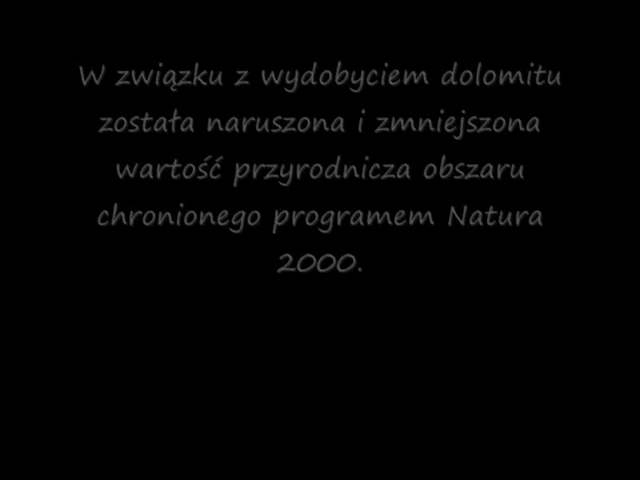 W związku z wydobyciem dolomitu
została naruszona i zmniejszona
wartość przyrodnicza obszaru
chronionego programem Natura
2000.